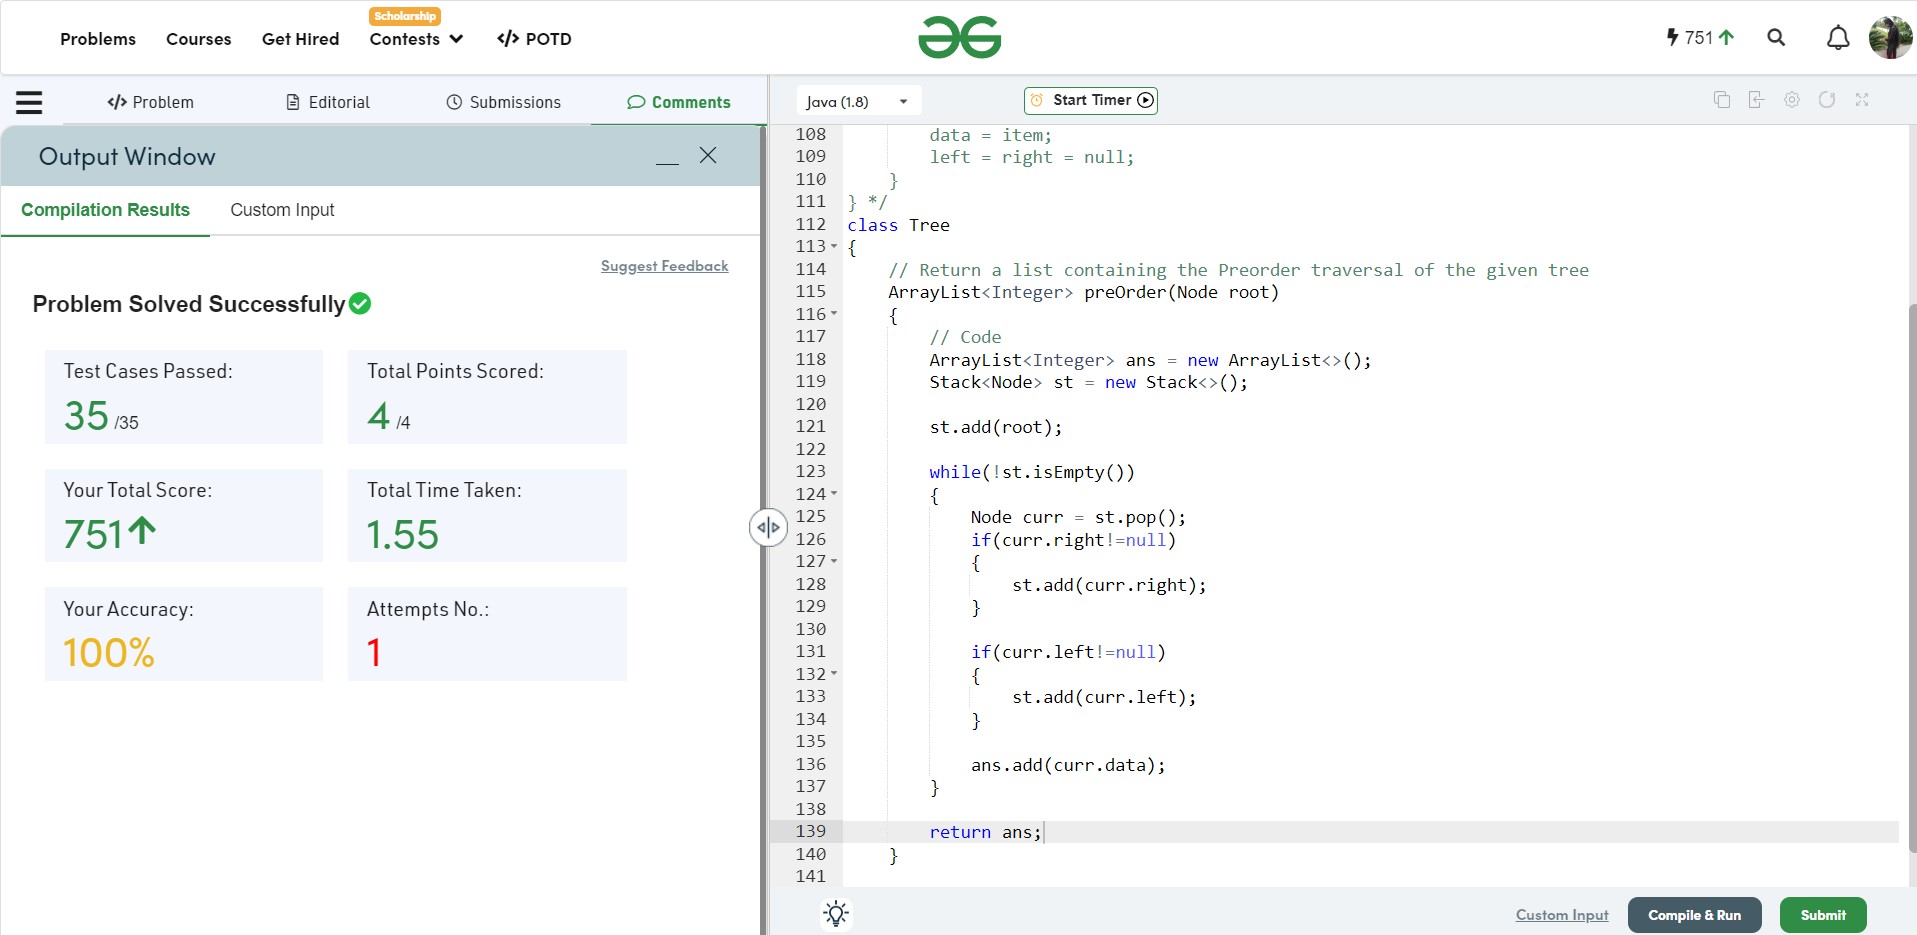 Problems Courses Get Hired Scholarship Contests </> POTD
751
</> Problem Editorial Submissions Comments
Output Window
Compilation Results Custom Input
Suggest Feedback
Problem Solved Successfully
Test Cases Passed:
35 /35
Total Points Scored:
4 /4
Your Total Score:
751
Total Time Taken:
1.55
Your Accuracy:
100%
Attempts No.:
1
Java (1.8) Start Timer
108 data = item;
109 left = right = null;
110 }
111 } */
112 class Tree
113 {
114 // Return a list containing the Preorder traversal of the given tree
115 ArrayList<Integer> preOrder(Node root)
116 {
117 // Code
118 ArrayList<Integer> ans = new ArrayList<>();
119 Stack<Node> st = new Stack<>();
120
121 st.add(root);
122
123 while(!st.isEmpty())
124 {
125 Node curr = st.pop();
126 if(curr.right!=null)
127 {
128 st.add(curr.right);
129 }
130
131 if(curr.left!=null)
132 {
133 st.add(curr.left);
134 }
135
136 ans.add(curr.data);
137 }
138
139 return ans;
140 }
141
Custom Input Compile & Run Submit